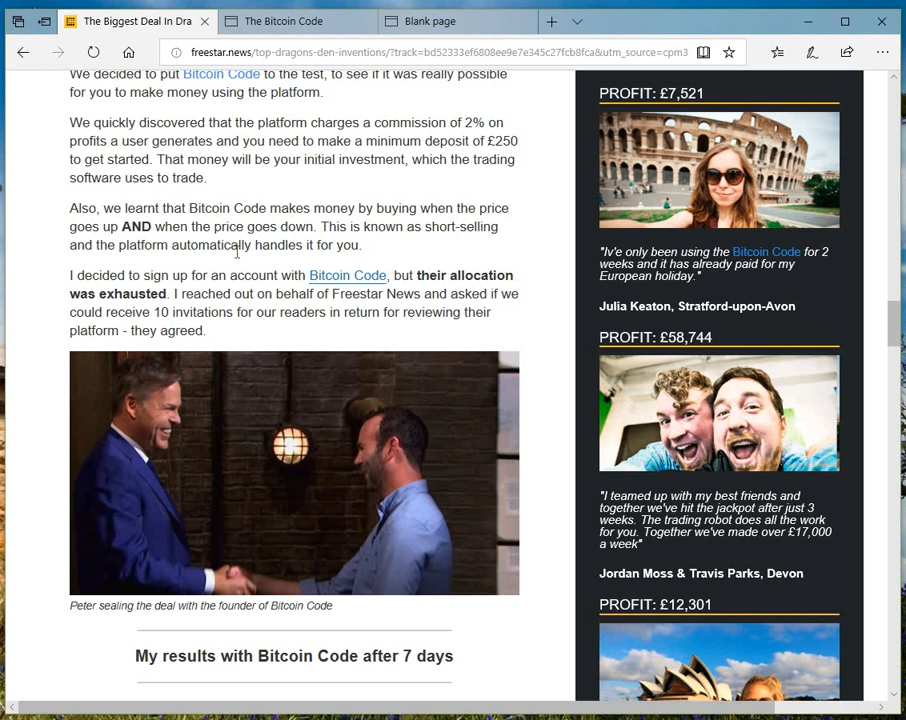 The Biggest Deal In Dra
The Bitcoin Code
Blank page
freestar.news/top-dragons-den-inventions/?track=bd52333ef6808ee9e7e345c27fcb8fca&utm_source=cpm3
We decided to put Bitcoin Code to the test, to see if it was really possible
for you to make money using the platform.
We quickly discovered that the platform charges a commission of 2% on
profits a user generates and you need to make a minimum deposit of £250
to get started. That money will be your initial investment, which the trading
software uses to trade.
Also, we learnt that Bitcoin Code makes money by buying when the price
goes up AND when the price goes down. This is known as short-selling
and the platform automatically handles it for you.
I decided to sign up for an account with Bitcoin Code, but their allocation
was exhausted. I reached out on behalf of Freestar News and asked if we
could receive 10 invitations for our readers in return for reviewing their
platform - they agreed.
Peter sealing the deal with the founder of Bitcoin Code
My results with Bitcoin Code after 7 days
PROFIT: £7,521
"Iv'e only been using the Bitcoin Code for 2
weeks and it has already paid for my
European holiday."
Julia Keaton, Stratford-upon-Avon
PROFIT: £58,744
"I teamed up with my best friends and
together we've hit the jackpot after just 3
weeks. The trading robot does all the work
for you. Together we've made over £17,000
a week"
Jordan Moss & Travis Parks, Devon
PROFIT: £12,301